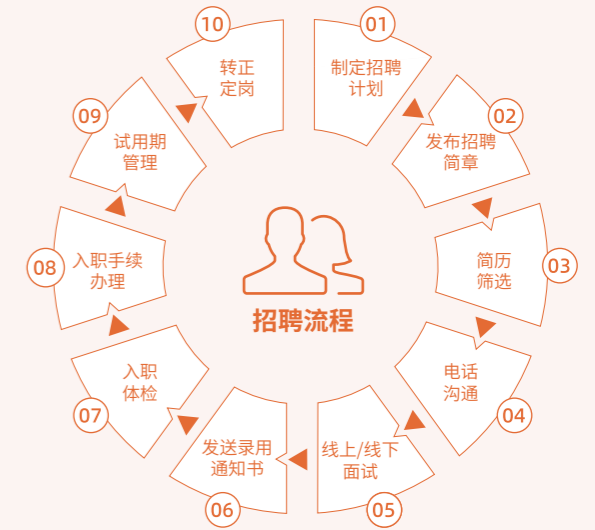 01
制定招聘
计划
02
发布招聘
简章
03
简历
筛选
04
电话
沟通
05
线上/线下
面试
06
发送录用
通知书
07
入职
体检
08
入职手续
办理
09
试用期
管理
10
转正
定岗
招聘流程